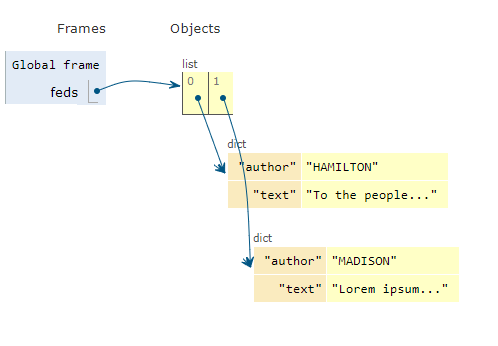 Frames Objects
Global frame
feds
list
0 1
dict
"author" "HAMILTON"
"text" "To the people..."
dict
"author" "MADISON"
"text" "Lorem ipsum..."